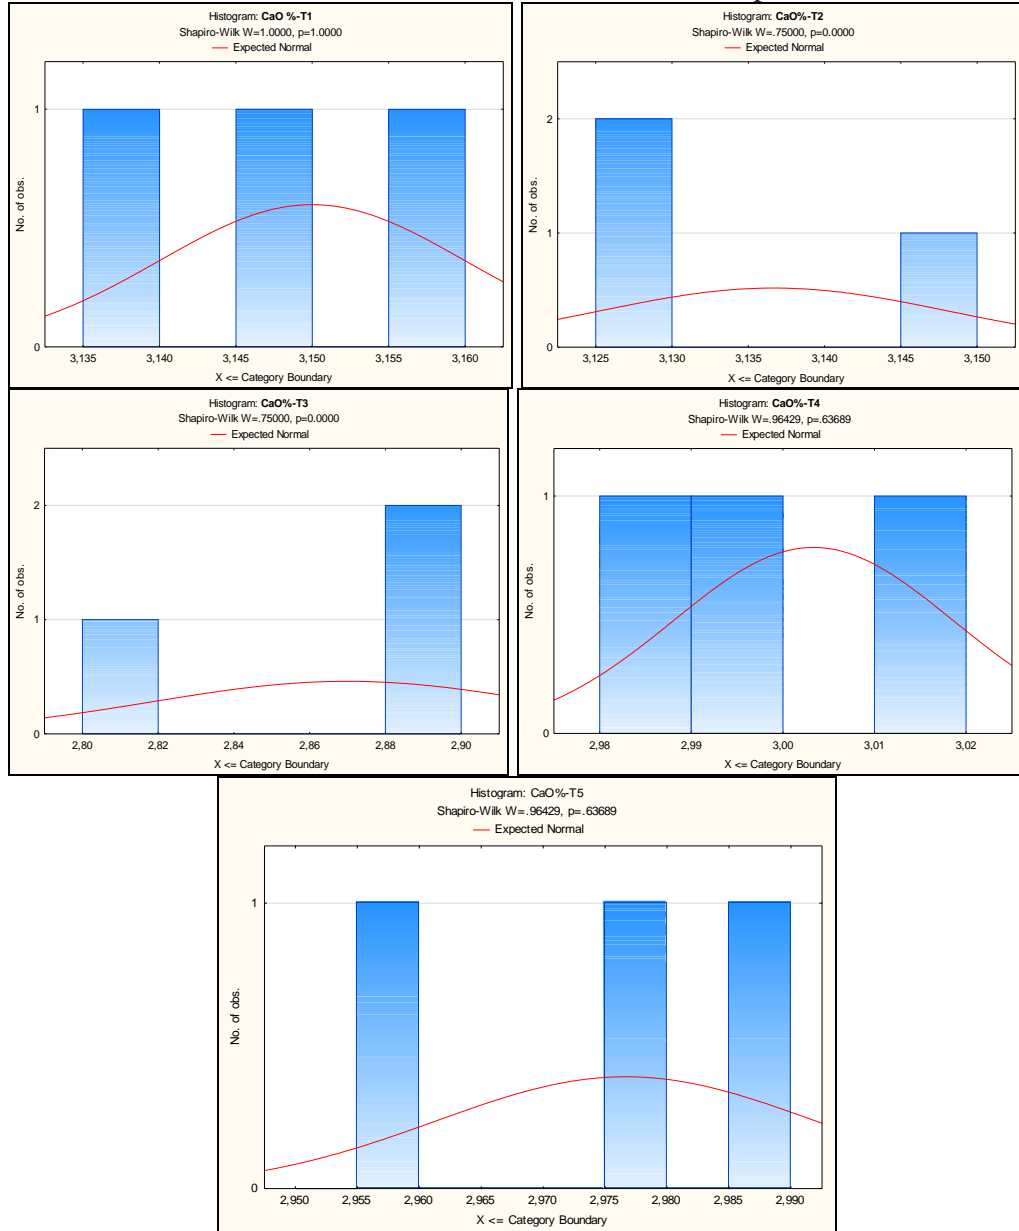 Histogram: CaO %-T1
Shapiro-Wilk W=1.0000, p=1.0000
Expected Normal
No. of obs.
1
0
3,135 3,140 3,145 3,150 3,155 3,160
X <= Category Boundary
Histogram: CaO%-T2
Shapiro-Wilk W=.75000, p=0.0000
Expected Normal
No. of obs.
2
1
0
3,125 3,130 3,135 3,140 3,145 3,150
X <= Category Boundary
Histogram: CaO%-T3
Shapiro-Wilk W=.75000, p=0.0000
Expected Normal
No. of obs.
2
1
0
2,80 2,82 2,84 2,86 2,88 2,90
X <= Category Boundary
Histogram: CaO%-T4
Shapiro-Wilk W=.96429, p=.63689
Expected Normal
No. of obs.
1
0
2,98 2,99 3,00 3,01 3,02
X <= Category Boundary
Histogram: CaO%-T5
Shapiro-Wilk W=.96429, p=.63689
Expected Normal
No. of obs.
1
0
2,950 2,955 2,960 2,965 2,970 2,975 2,980 2,985 2,990
X <= Category Boundary